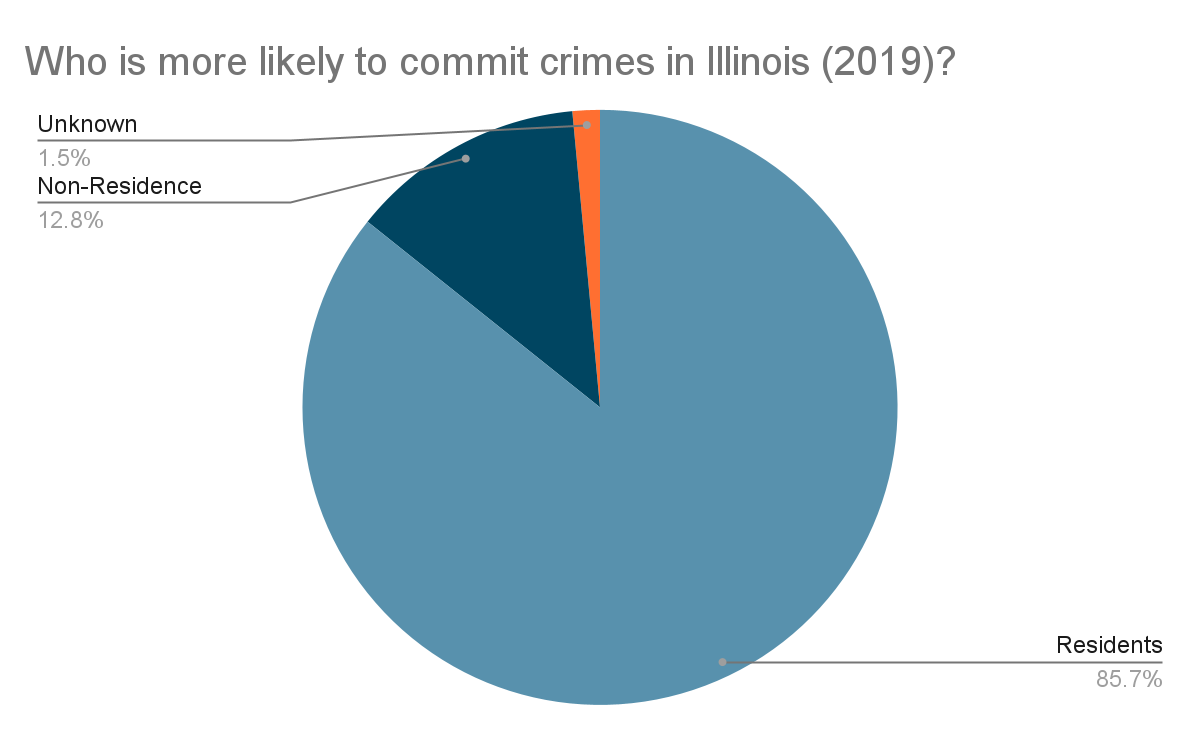 Who is more likely to commit crimes in Illinois (2019)?
Unknown
1.5%
Non-Residence
12.8%
Residents
85.7%